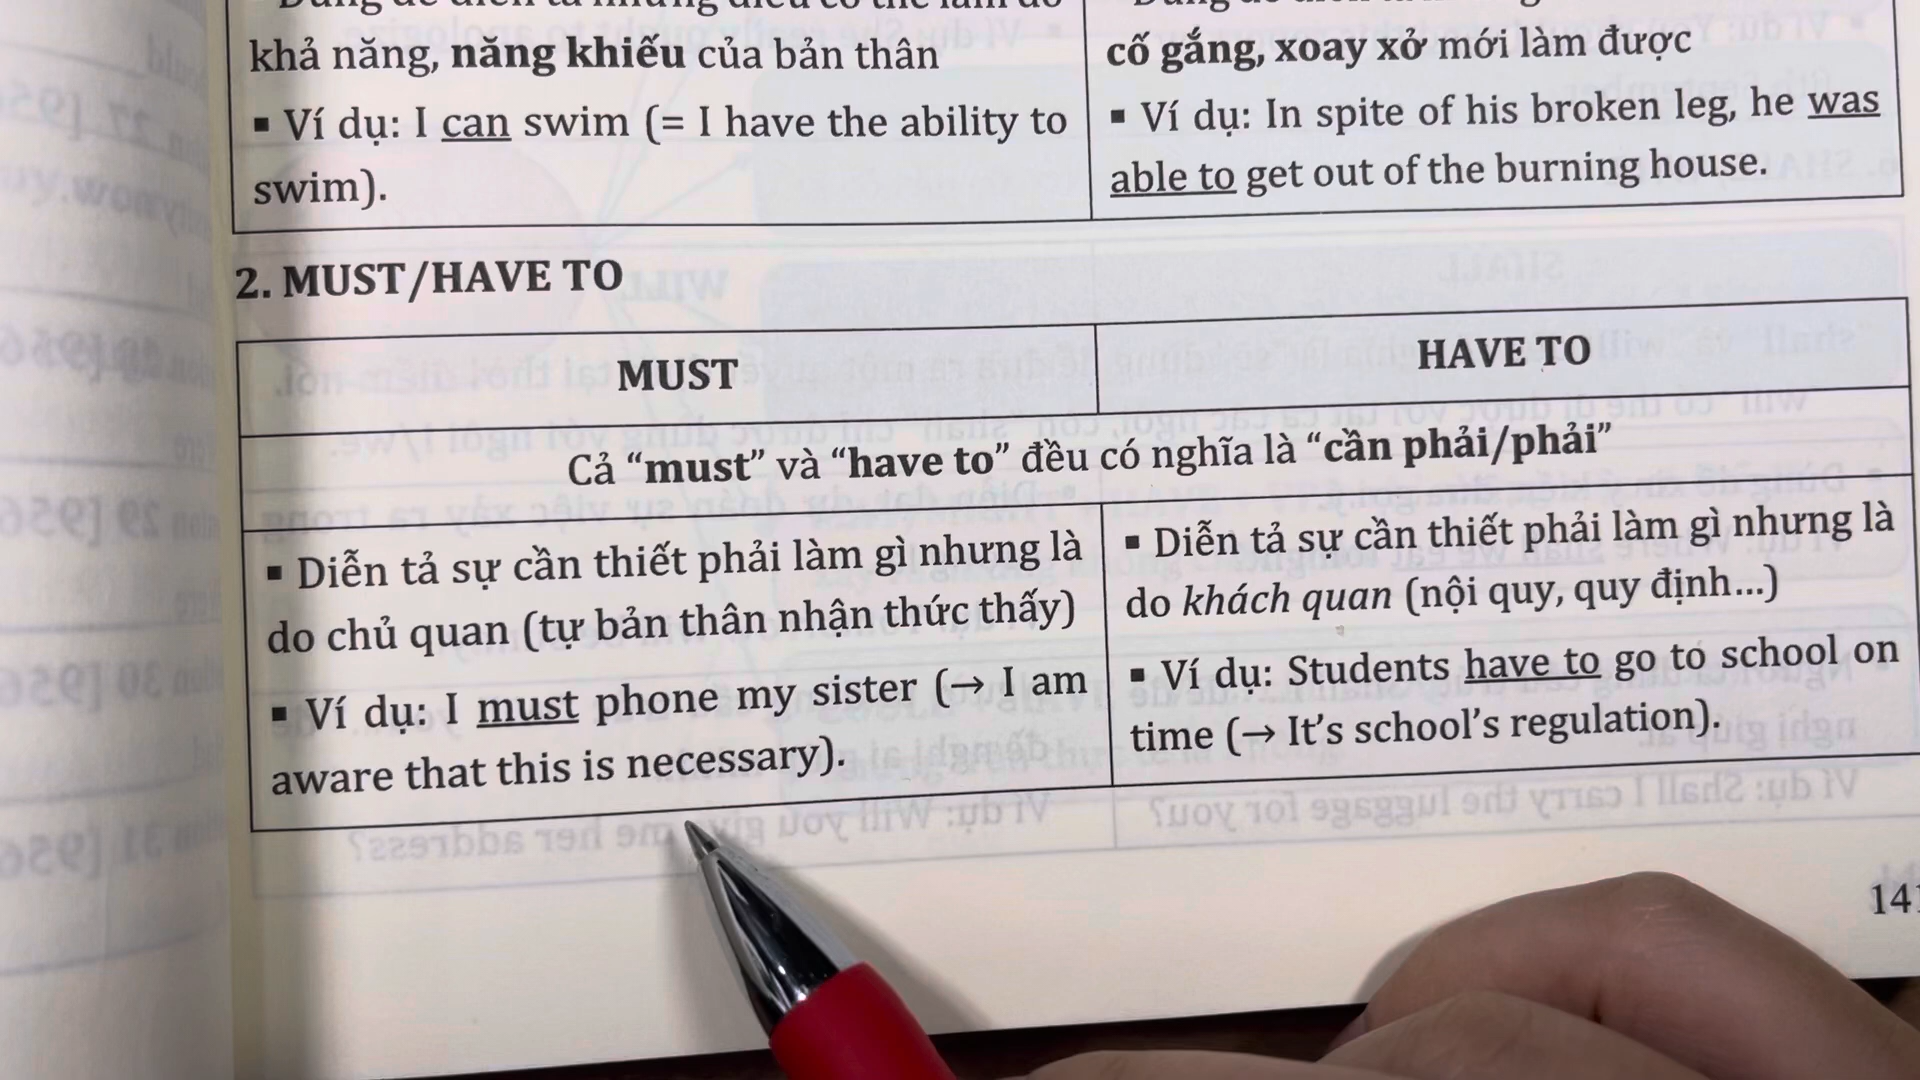 khả năng, năng khiếu của bản thân
▪ Ví dụ: I can swim (= I have the ability to
swim).
cố gắng, xoay xở mới làm được
▪ Ví dụ: In spite of his broken leg, he was
able to get out of the burning house.
2. MUST/HAVE TO
MUST
HAVE TO
Cả “must” và “have to” đều có nghĩa là “cần phải/phải”
▪ Diễn tả sự cần thiết phải làm gì nhưng là
do chủ quan (tự bản thân nhận thức thấy)
▪ Ví dụ: I must phone my sister (→ I am
aware that this is necessary).
▪ Diễn tả sự cần thiết phải làm gì nhưng là
do khách quan (nội quy, quy định...)
▪ Ví dụ: Students have to go to school on
time (→ It’s school’s regulation).